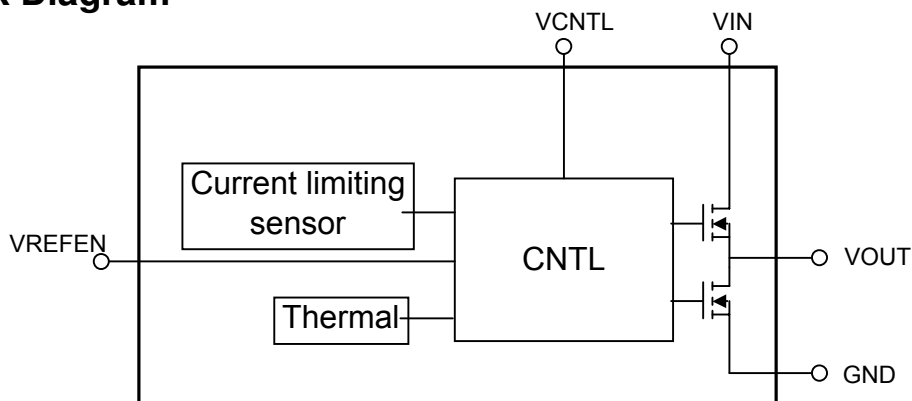 Diagram
VCNTL
VIN
Current limiting
sensor
VREFEN
CNTL
VOUT
Thermal
GND